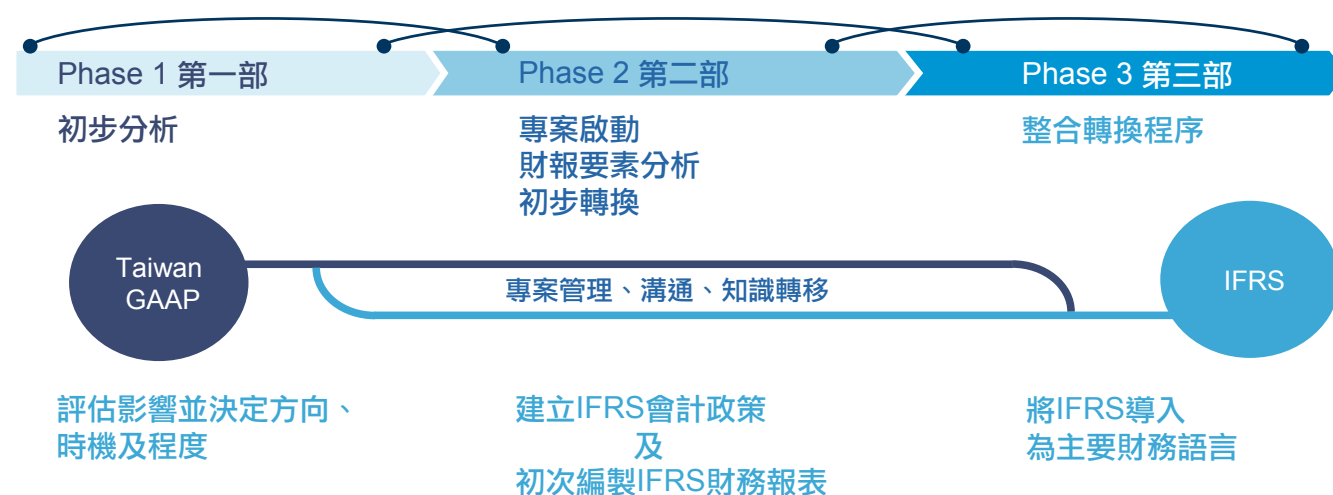 Phase 1 第一部
Phase 2 第二部
Phase 3 第三部
初步分析
專案啟動
財報要素分析
初步轉換
整合轉換程序
Taiwan
GAAP
專案管理、溝通、知識轉移
IFRS
評估影響並決定方向、
時機及程度
建立IFRS會計政策
及
初次編製IFRS財務報表
將IFRS導入
為主要財務語言